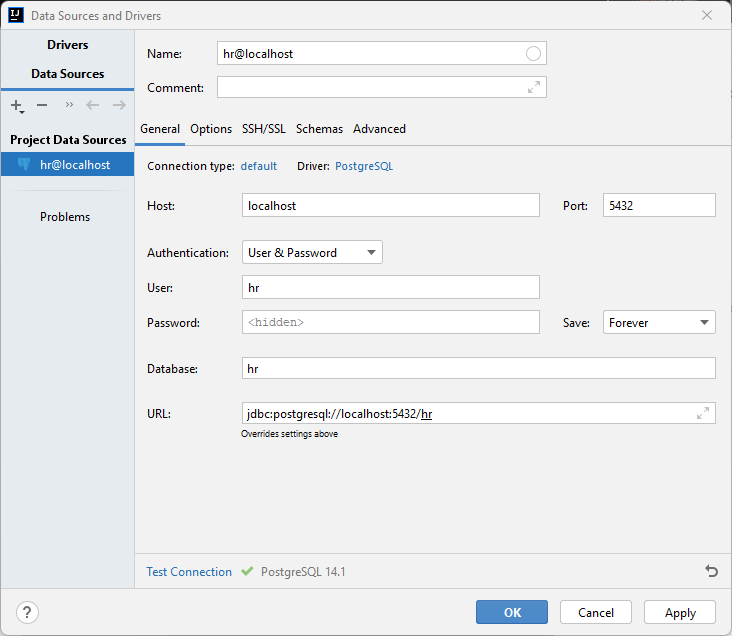 Data Sources and Drivers
Drivers
Data Sources
Project Data Sources
hr@localhost
Problems
Name: hr@localhost
Comment:
General Options SSH/SSL Schemas Advanced
Connection type: default Driver: PostgreSQL
Host: localhost Port: 5432
Authentication: User & Password
User: hr
Password: <hidden> Save: Forever
Database: hr
URL: jdbc:postgresql://localhost:5432/hr
Overrides settings above
Test Connection PostgreSQL 14.1
? OK Cancel Apply